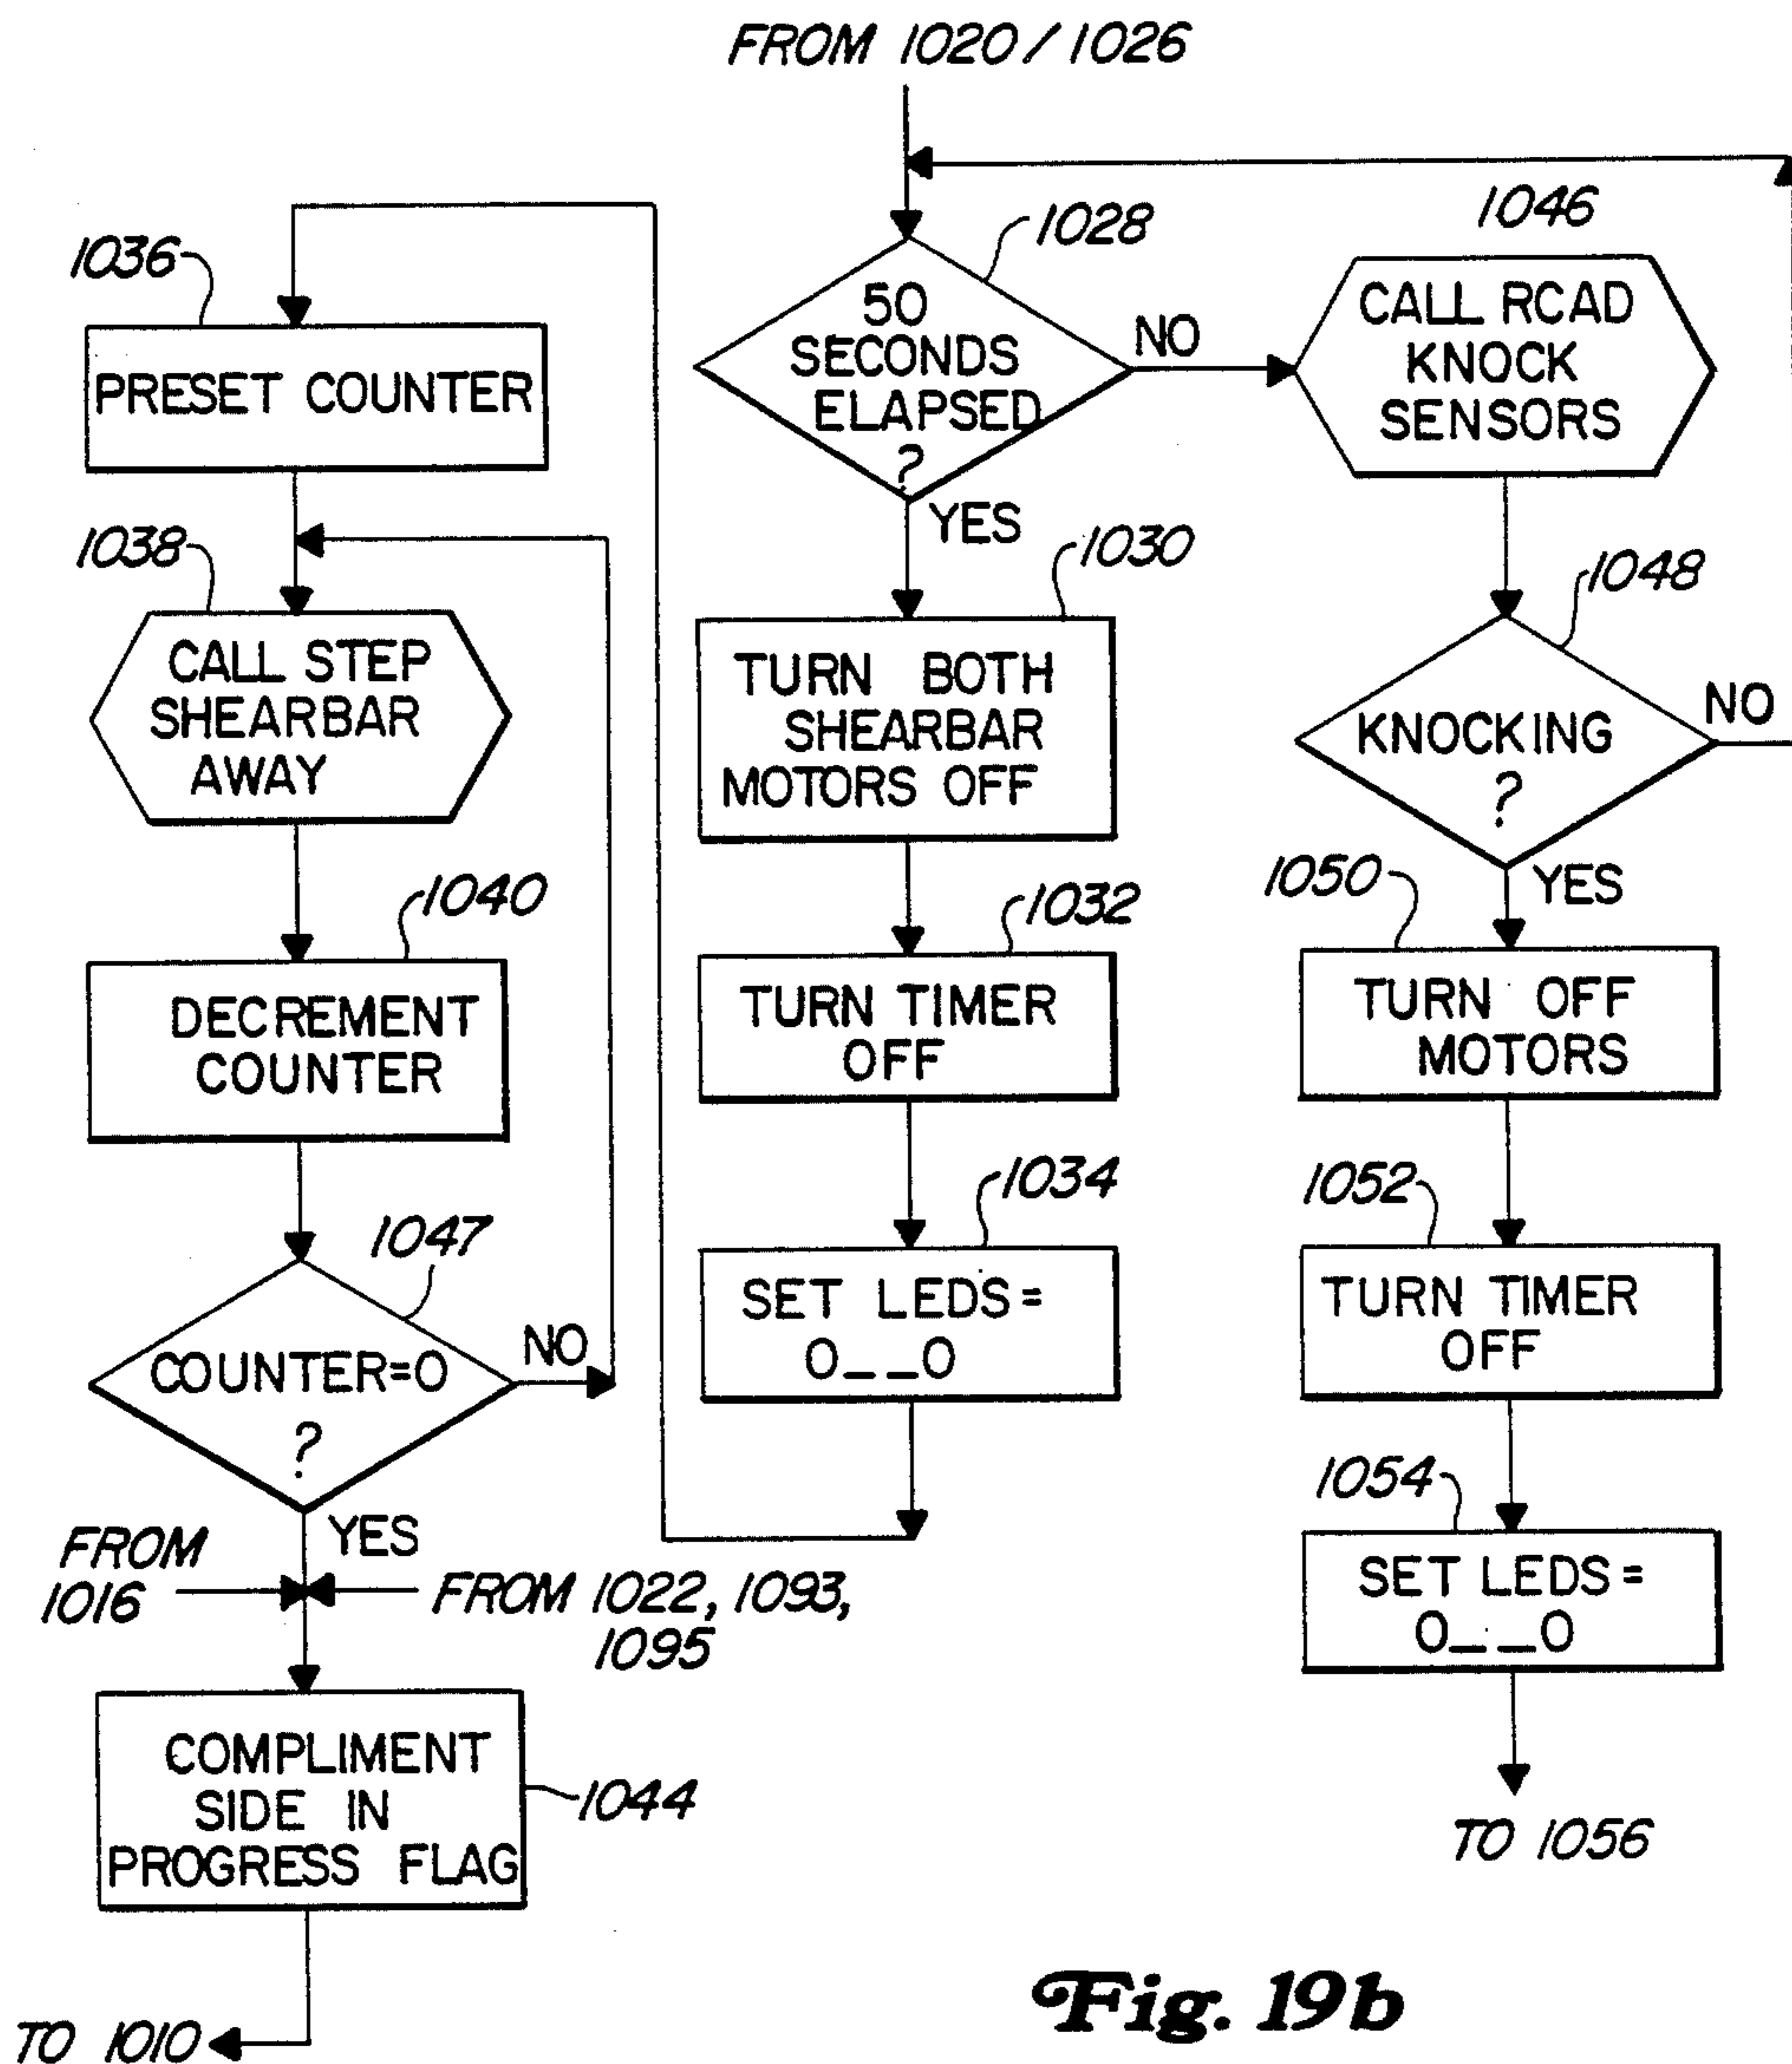 FROM 1020/1026
1036
PRESET COUNTER
1038
CALL STEP
SHEARBAR
AWAY
1040
DECREMENT
COUNTER
1047
COUNTER=0
?
NO
YES
FROM
1016
FROM 1022, 1093,
1095
COMPLIMENT
SIDE IN
PROGRESS FLAG
1044
TO 1010
1028
50
SECONDS
ELAPSED
?
NO
YES
1030
TURN BOTH
SHEARBAR
MOTORS OFF
1032
TURN TIMER
OFF
1034
SET LEDS=
0__0
1046
CALL RCAD
KNOCK
SENSORS
1048
KNOCKING
?
NO
YES
1050
TURN OFF
MOTORS
1052
TURN TIMER
OFF
1054
SET LEDS=
0__0
TO 1056
Fig. 19b